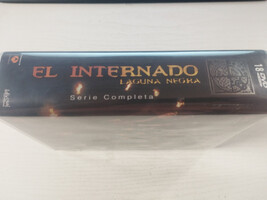 EL INTERNADO
LAGUNA NEGRA
Serie Completa
18 DVD